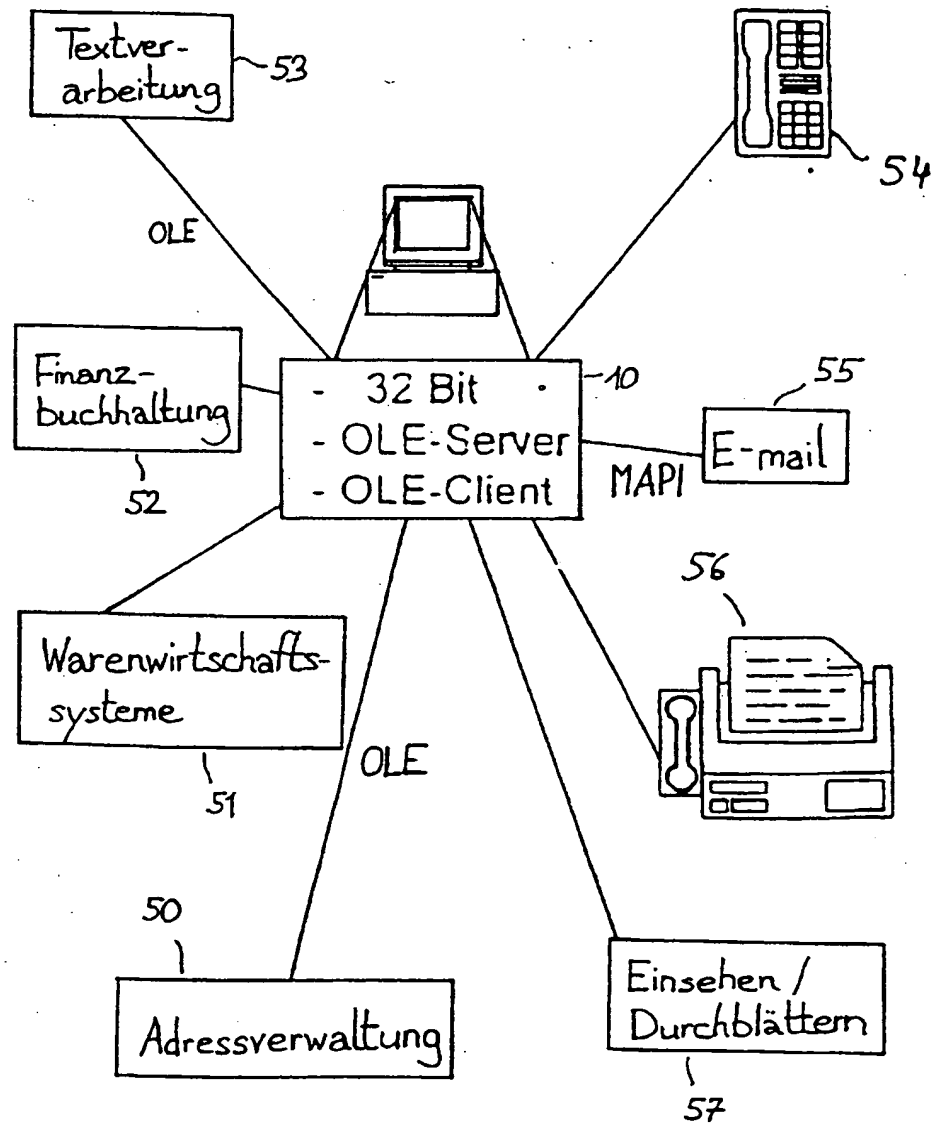 Textver-
arbeitung
53
54
OLE
Finanz-
buchhaltung
52
- 32 Bit
- OLE-Server
- OLE-Client
10
55
E-mail
MAPI
56
Warenwirtschafts-
systeme
51
OLE
50
Adressverwaltung
Einsehen /
Durchblättern
57